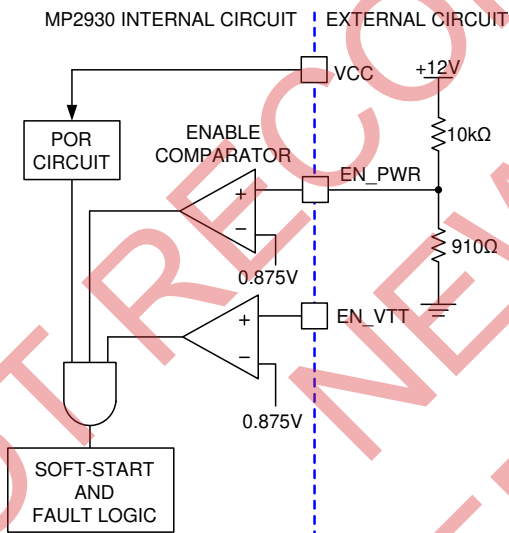 MP2930 INTERNAL CIRCUIT
EXTERNAL CIRCUIT
VCC
+12V
POR
CIRCUIT
ENABLE
COMPARATOR
10kΩ
EN_PWR
+
−
0.875V
910Ω
EN_VTT
+
−
0.875V
SOFT-START
AND
FAULT LOGIC